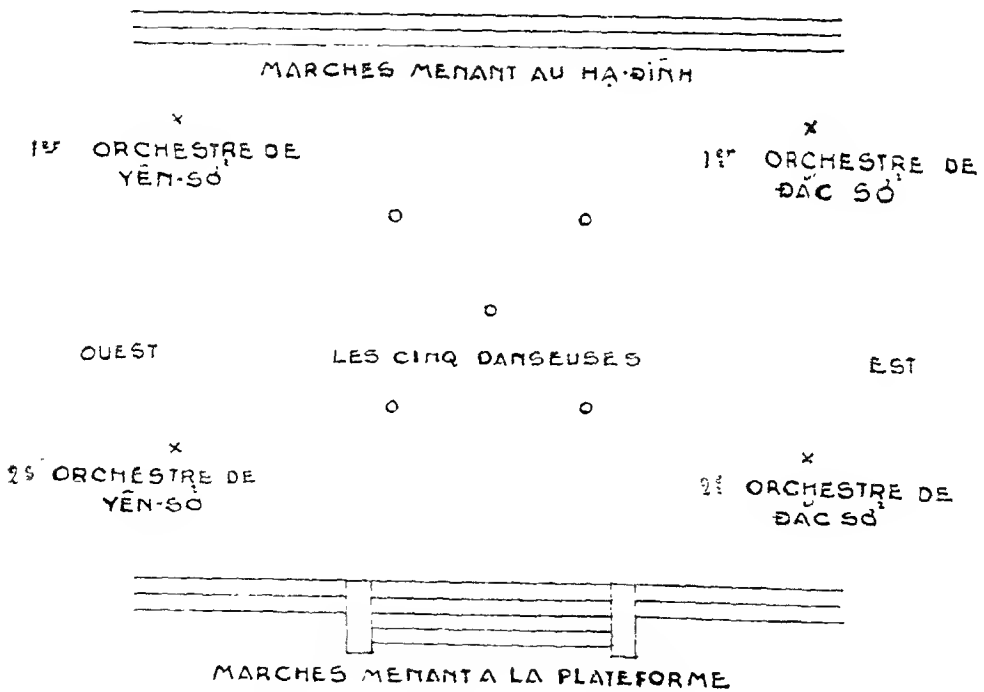 MARCHES MENANT AU HẠ-ĐÌNH
1er ORCHESTRE DE
YÊN-SỞ
1er ORCHESTRE DE
ĐẮC SỞ
OUEST
LES CINQ DANSEUSES
EST
2e ORCHESTRE DE
YÊN-SỞ
2e ORCHESTRE DE
ĐẮC SỞ
MARCHES MENANT A LA PLATEFORME